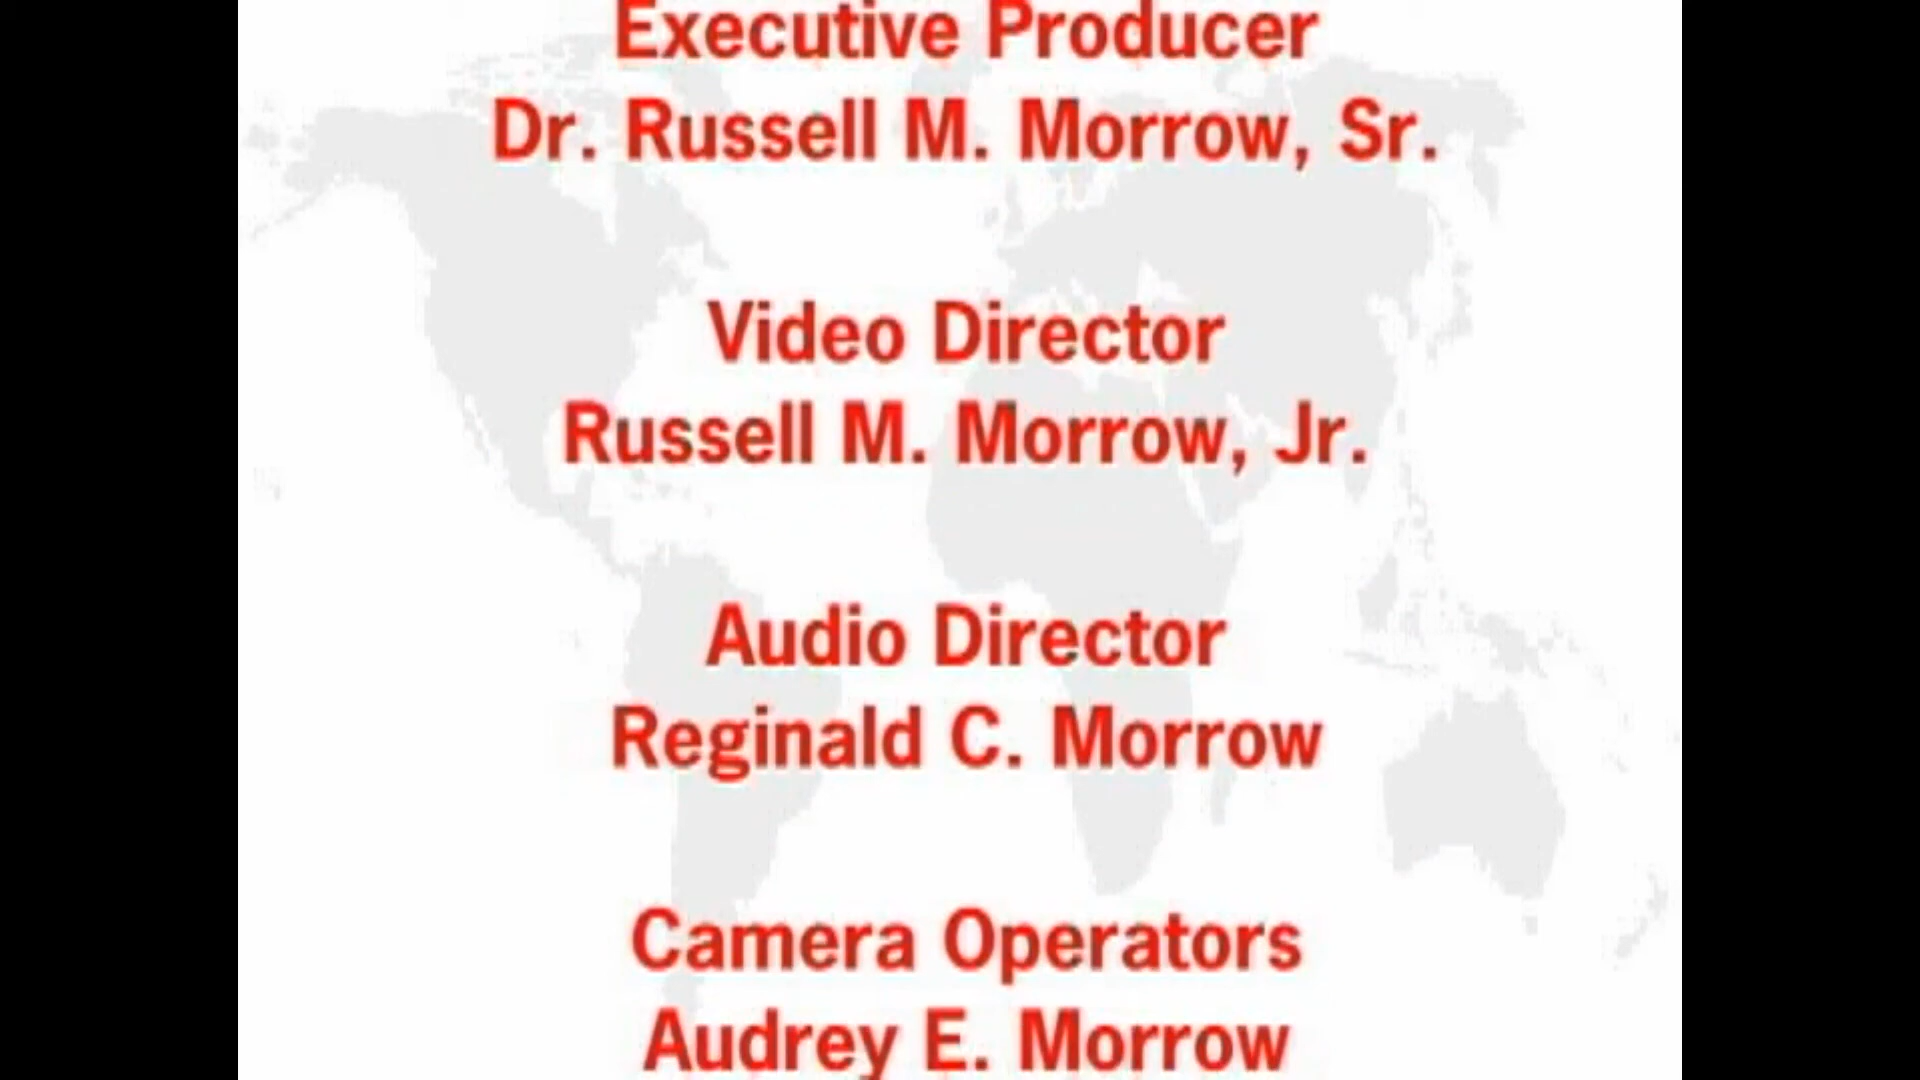 Executive Producer
Dr. Russell M. Morrow, Sr.
Video Director
Russell M. Morrow, Jr.
Audio Director
Reginald C. Morrow
Camera Operators
Audrey E. Morrow